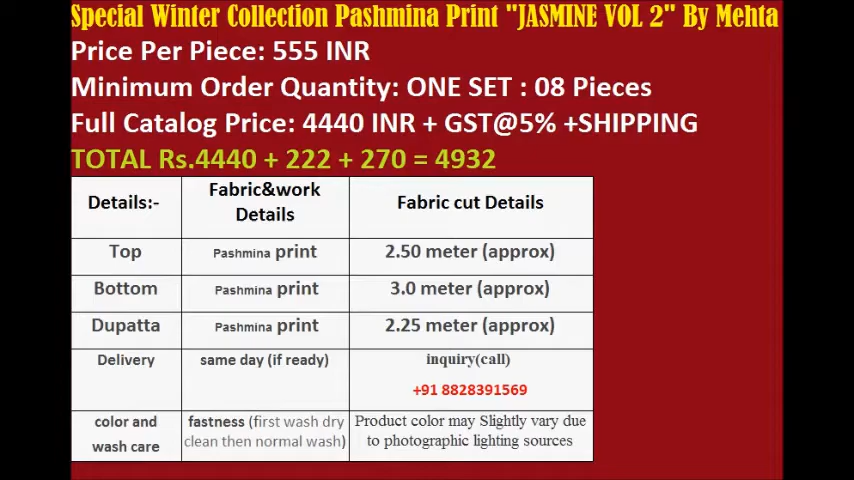 Special Winter Collection Pashmina Print "JASMINE VOL 2" By Mehta
Price Per Piece: 555 INR
Minimum Order Quantity: ONE SET : 08 Pieces
Full Catalog Price: 4440 INR + GST@5% +SHIPPING
TOTAL Rs.4440 + 222 + 270 = 4932
Details:-
Fabric&work
Details
Fabric cut Details
Top
Pashmina print
2.50 meter (approx)
Bottom
Pashmina print
3.0 meter (approx)
Dupatta
Pashmina print
2.25 meter (approx)
Delivery
same day (if ready)
inquiry(call)
+91 8828391569
color and
wash care
fastness (first wash dry
clean then normal wash)
Product color may Slightly vary due
to photographic lighting sources